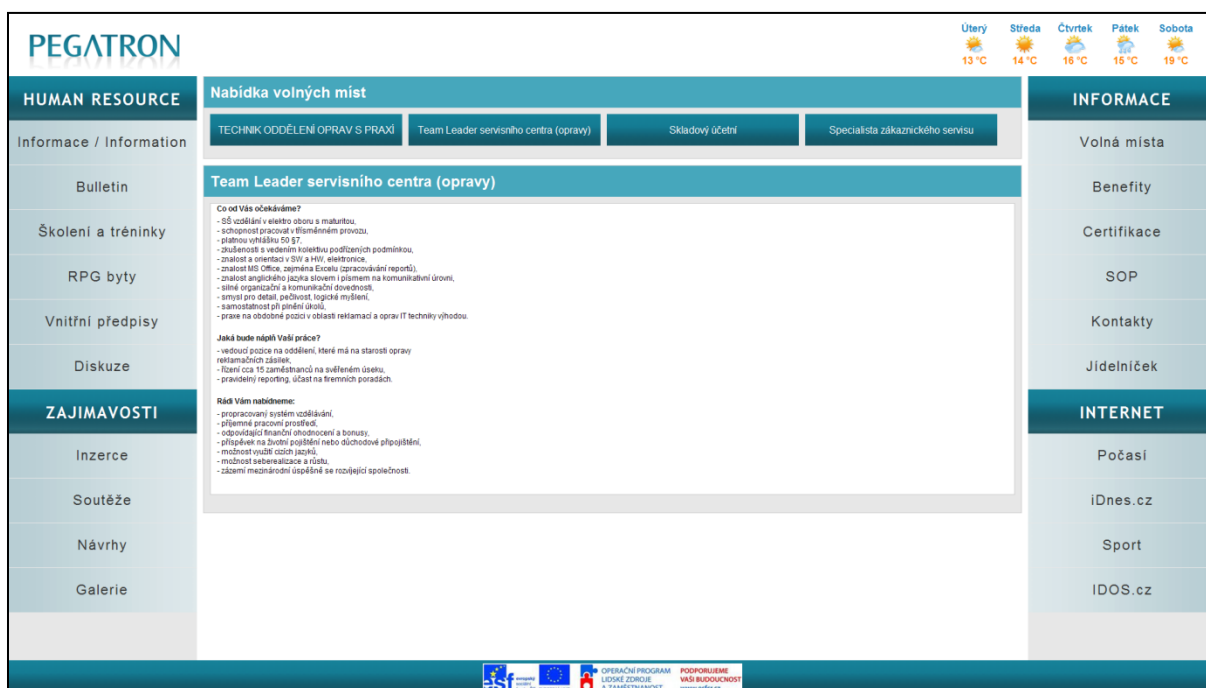 PEGATRON
Úterý Středa Čtvrtek Pátek Sobota
13 °C 14 °C 16 °C 15 °C 19 °C
HUMAN RESOURCE
Informace / Information
Bulletin
Školení a tréninky
RPG byty
Vnitřní předpisy
Diskuze
ZAJIMAVOSTI
Inzerce
Soutěže
Návrhy
Galerie
Nabídka volných míst
TECHNIK ODDĚLENÍ OPRAV S PRAXÍ
Team Leader servisního centra (opravy)
Skladový účetní
Specialista zákaznického servisu
Team Leader servisního centra (opravy)
Co od Vás očekáváme?
- SŠ vzdělání v elektro oboru s maturitou,
- schopnost pracovat v třísměnném provozu,
- platnou vyhlášku 50 §7,
- zkušenosti s vedením kolektivu podřízených podmínkou,
- znalost a orientaci v SW a HW, elektronice,
- znalost MS Office, zejména Excelu (zpracovávání reportů),
- znalost anglického jazyka slovem i písmem na komunikativní úrovni,
- silné organizační a komunikační dovednosti,
- smysl pro detail, pečlivost, logické myšlení,
- samostatnost při plnění úkolů,
- praxe na obdobné pozici v oblasti reklamací a oprav IT techniky výhodou.
Jaká bude náplň Vaší práce?
- vedoucí pozice na oddělení, které má na starosti opravy
reklamačních zásilek,
- řízení cca 15 zaměstnanců na svěřeném úseku,
- pravidelný reporting, účast na firemních poradách.
Rádi Vám nabídneme:
- propracovaný systém vzdělávání,
- příjemné pracovní prostředí,
- odpovídající finanční ohodnocení a bonusy,
- příspěvek na životní pojištění nebo důchodové připojištění,
- možnost využití cizích jazyků,
- možnost seberealizace a růstu,
- zázemí mezinárodní úspěšně se rozvíjející společnosti.
INFORMACE
Volná místa
Benefity
Certifikace
SOP
Kontakty
Jídelníček
INTERNET
Počasí
iDnes.cz
Sport
IDOS.cz
esf
OPERAČNÍ PROGRAM
LIDSKÉ ZDROJE
A ZAMĚSTNANOST
PODPORUJEME
VAŠI BUDOUCNOST